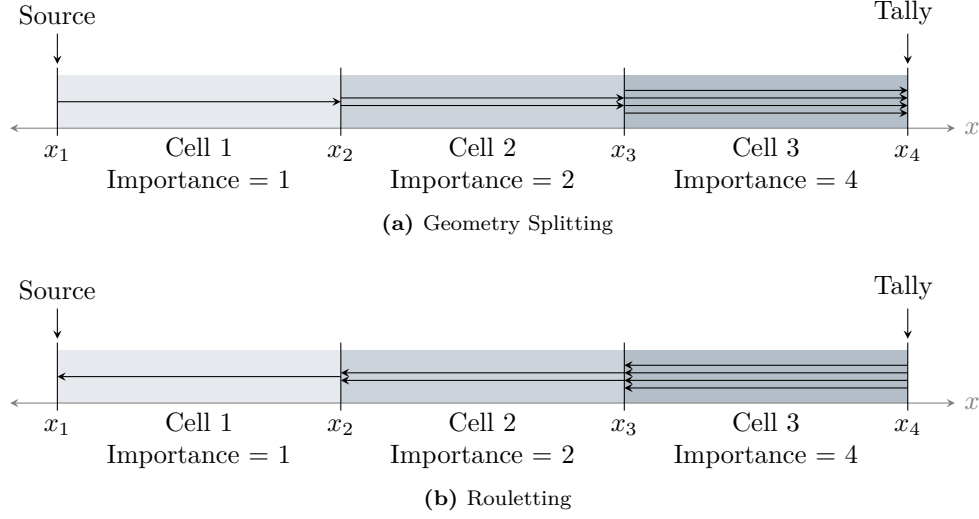 Source Tally
x
x₁ Cell 1 x₂ Cell 2 x₃ Cell 3 x₄
Importance = 1 Importance = 2 Importance = 4
(a) Geometry Splitting
Source Tally
x
x₁ Cell 1 x₂ Cell 2 x₃ Cell 3 x₄
Importance = 1 Importance = 2 Importance = 4
(b) Rouletting